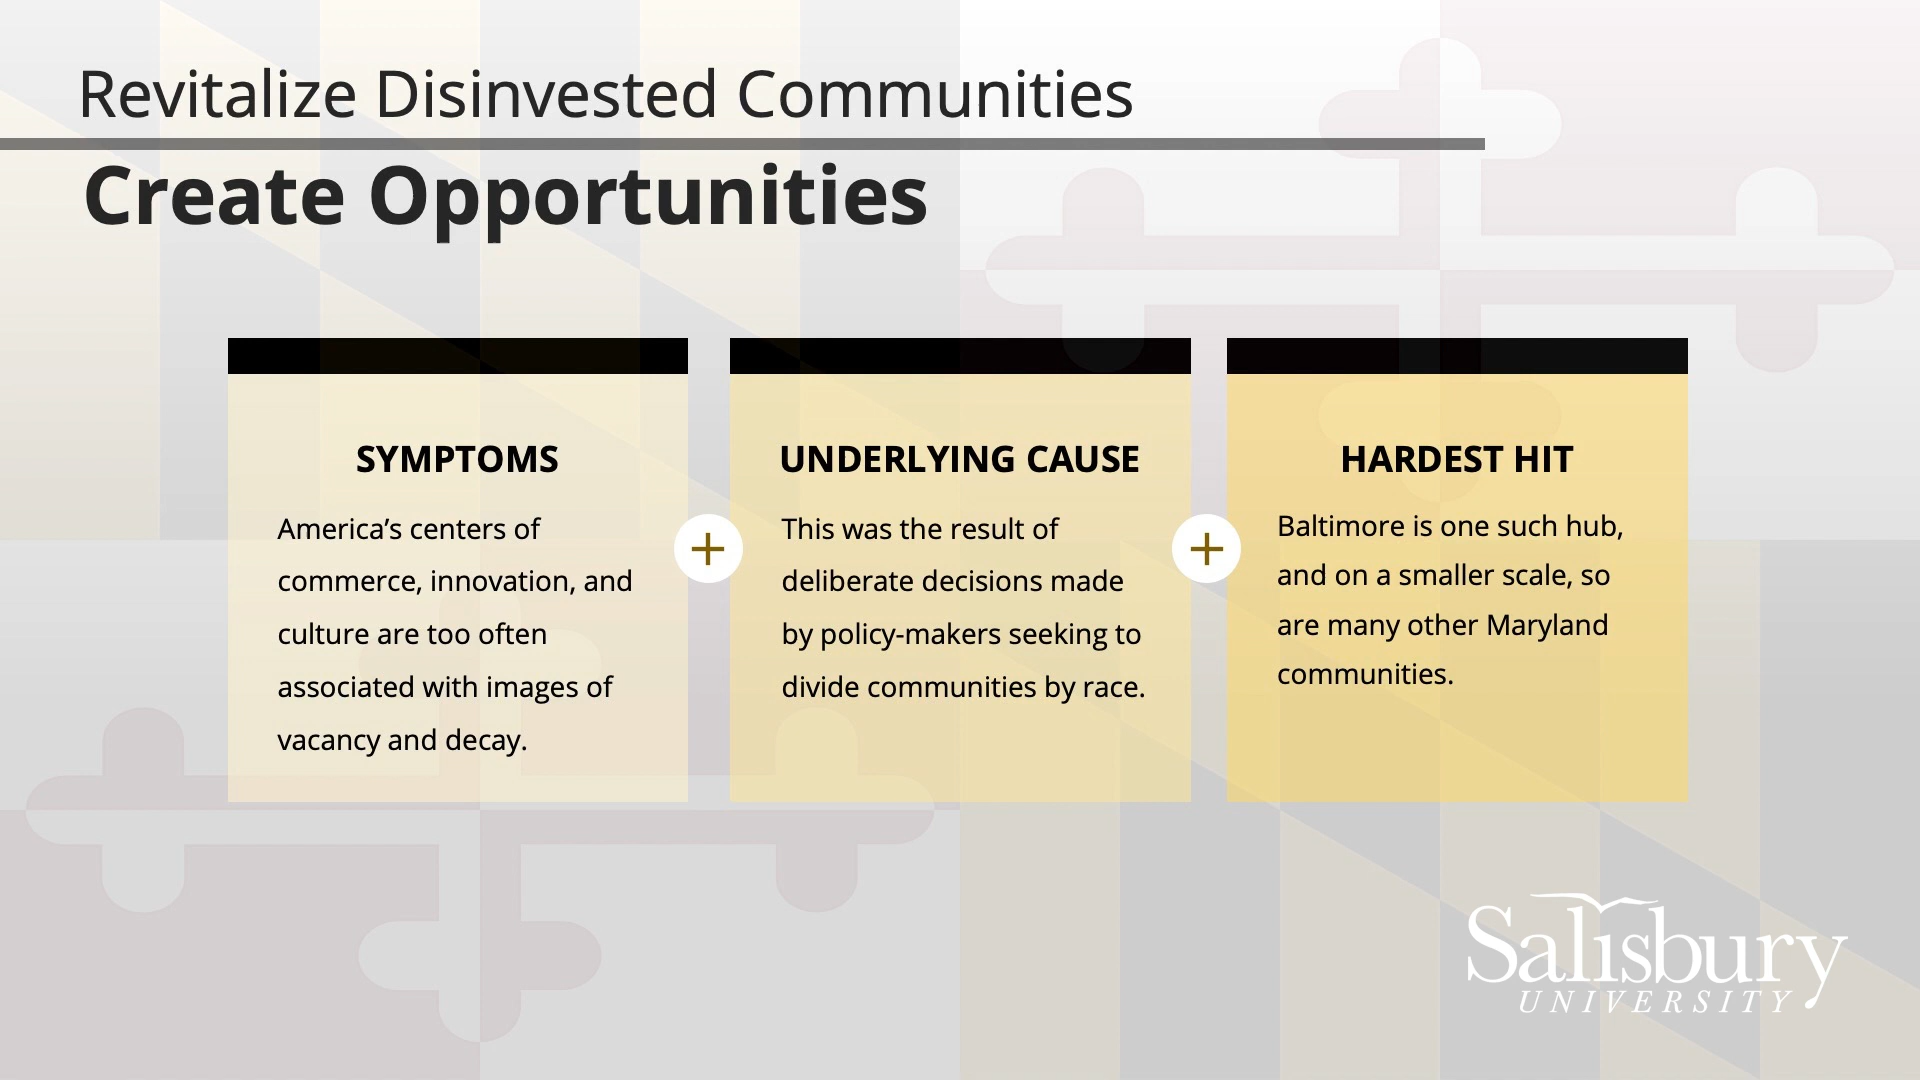 Revitalize Disinvested Communities
Create Opportunities
SYMPTOMS
America’s centers of
commerce, innovation, and
culture are too often
associated with images of
vacancy and decay.
+
UNDERLYING CAUSE
This was the result of
deliberate decisions made
by policy-makers seeking to
divide communities by race.
+
HARDEST HIT
Baltimore is one such hub,
and on a smaller scale, so
are many other Maryland
communities.
Salisbury
UNIVERSITY